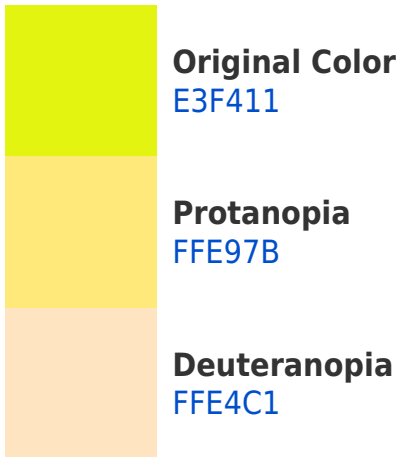 Original Color
E3F411
Protanopia
FFE97B
Deuteranopia
FFE4C1